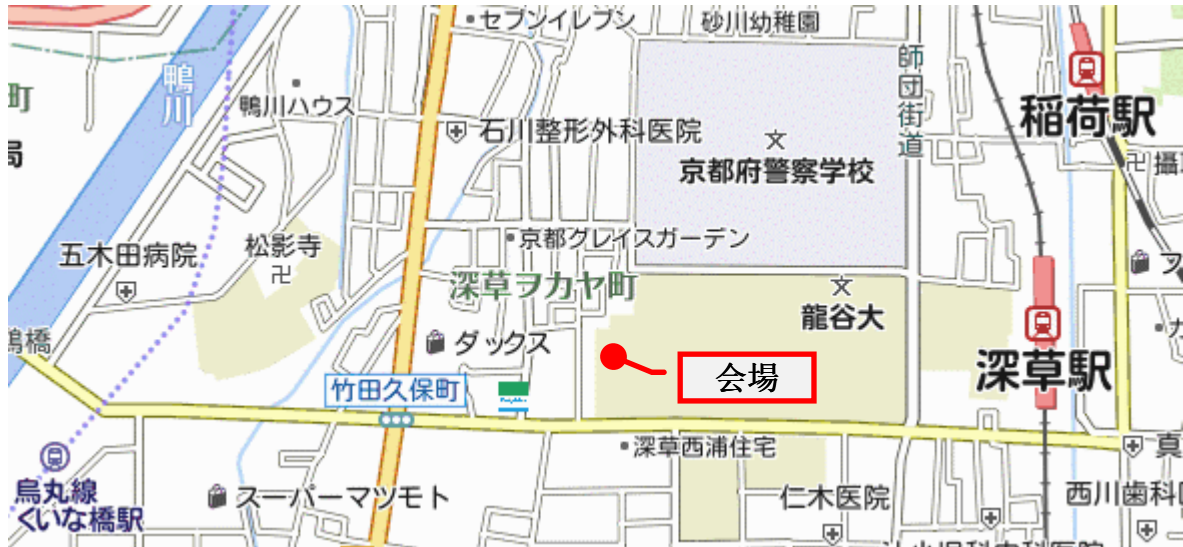 セブンイレブン
砂川幼稚園
鴨川
師団街道
町
鴨川ハウス
稲荷駅
石川整形外科医院
局
京都府警察学校
京都グレイスガーデン
五木田病院
松影寺
深草ヲカヤ町
龍谷大
鴨橋
ダックス
会場
深草駅
竹田久保町
深草西浦住宅
烏丸線
くいな橋駅
スーパーマツモト
仁木医院
西川歯科